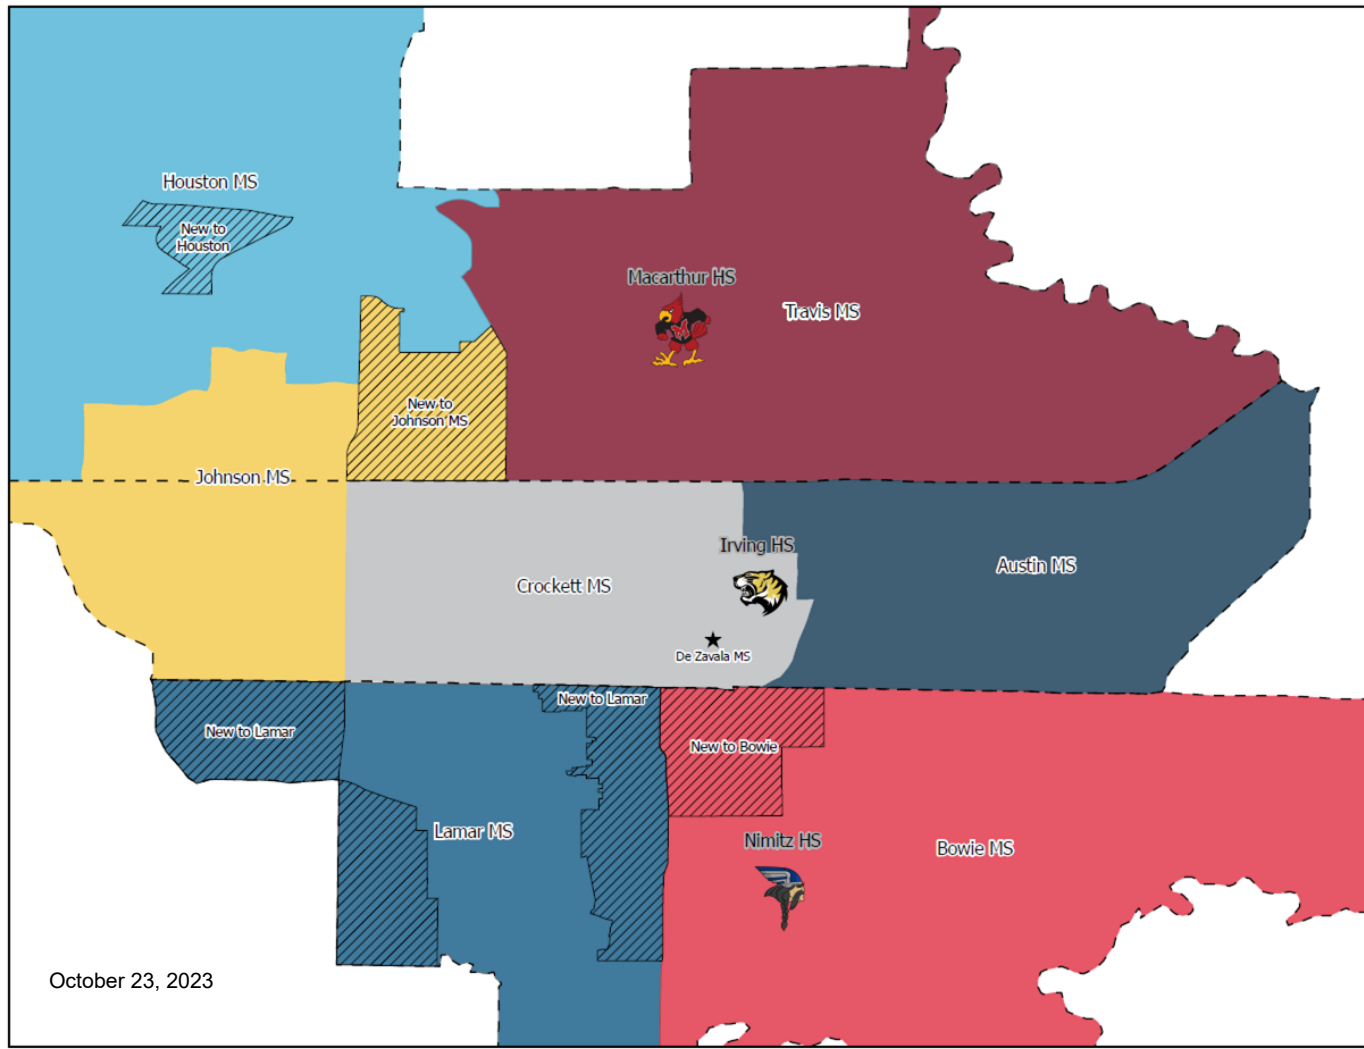 Houston MS
New to
Houston
Macarthur HS
M
Travis MS
New to
Johnson MS
Johnson MS
Irving HS
Austin MS
Crockett MS
De Zavala MS
New to Lamar
New to Lamar
New to Bowie
Lamar MS
Nimitz HS
Bowie MS
October 23, 2023